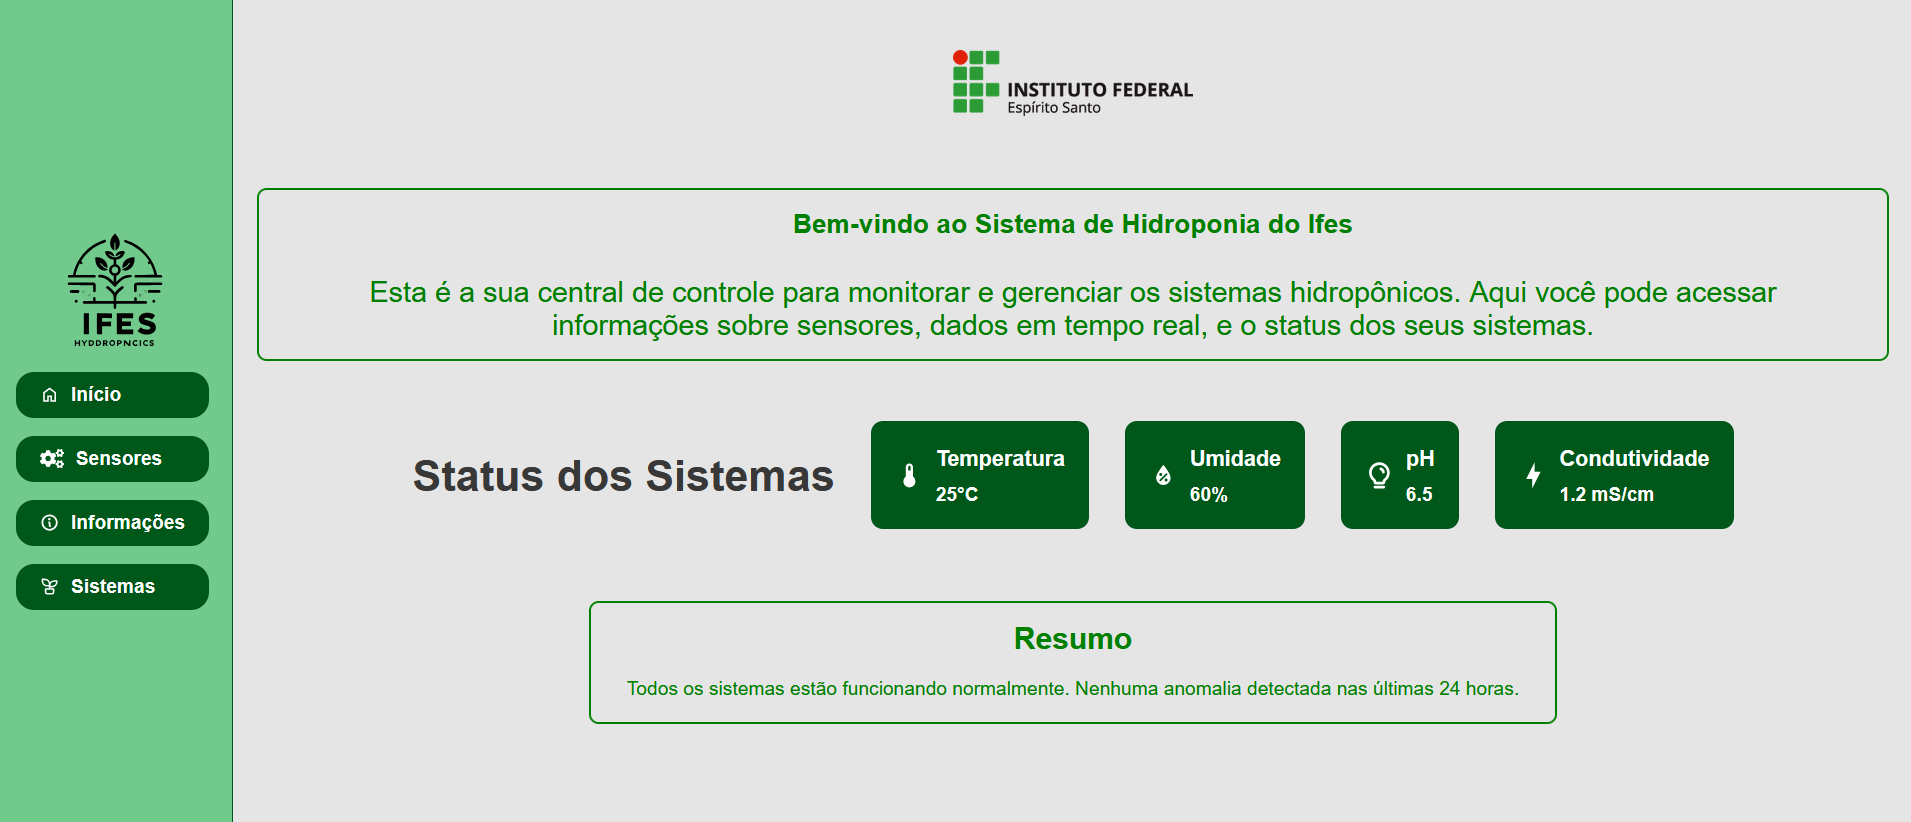 INSTITUTO FEDERAL
Espírito Santo
IFES
HYDDROPNCICS
Início
Sensores
Informações
Sistemas
Bem-vindo ao Sistema de Hidroponia do Ifes
Esta é a sua central de controle para monitorar e gerenciar os sistemas hidropônicos. Aqui você pode acessar
informações sobre sensores, dados em tempo real, e o status dos seus sistemas.
Status dos Sistemas
Temperatura
25°C
Umidade
60%
pH
6.5
Condutividade
1.2 mS/cm
Resumo
Todos os sistemas estão funcionando normalmente. Nenhuma anomalia detectada nas últimas 24 horas.